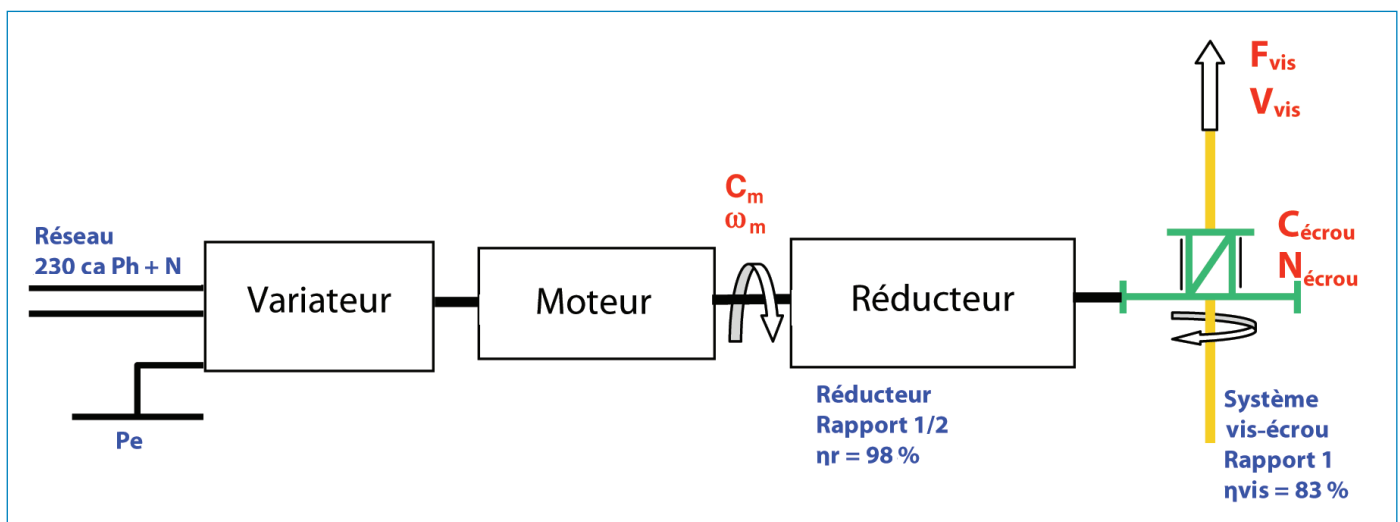 Réseau
230 ca Ph + N
Pe
Variateur
Moteur
Cm
ωm
Réducteur
Réducteur
Rapport 1/2
ηr = 98 %
Fvis
Vvis
Cécrou
Nécrou
Système
vis-écrou
Rapport 1
ηvis = 83 %